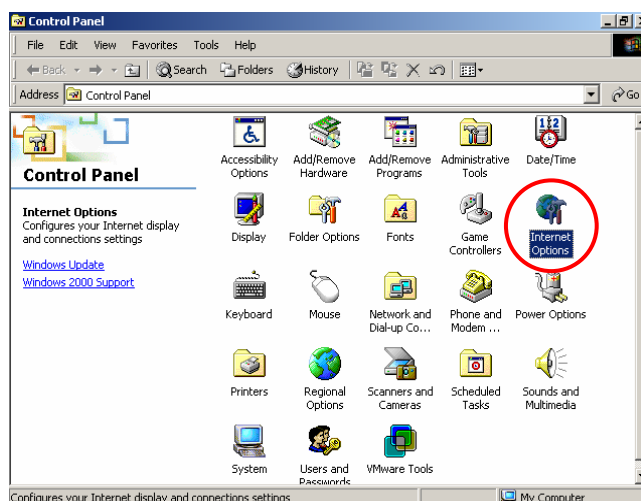 Control Panel
File Edit View Favorites Tools Help
Back Search Folders History
Address Control Panel Go
Control Panel
Internet Options
Configures your Internet display
and connections settings
Windows Update
Windows 2000 Support
Accessibility
Options
Add/Remove
Hardware
Add/Remove
Programs
Administrative
Tools
Date/Time
Display
Folder Options
Fonts
Game
Controllers
Internet
Options
Keyboard
Mouse
Network and
Dial-up Co...
Phone and
Modem ...
Power Options
Printers
Regional
Options
Scanners and
Cameras
Scheduled
Tasks
Sounds and
Multimedia
System
Users and
Passwords
VMware Tools
Configures your Internet display and connections settings
My Computer